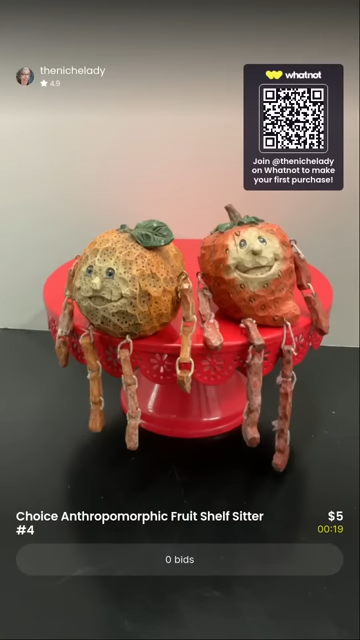 thenichelady
★ 4.9
whatnot
Join @thenichelady
on Whatnot to make
your first purchase!
Choice Anthropomorphic Fruit Shelf Sitter
#4
$5
00:19
0 bids